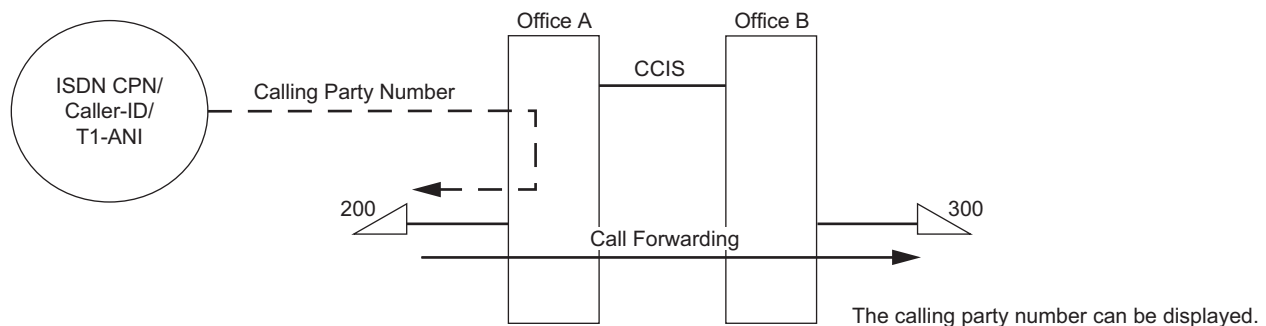 Office A
Office B
ISDN CPN/
Caller-ID/
T1-ANI
Calling Party Number
CCIS
200
300
Call Forwarding
The calling party number can be displayed.